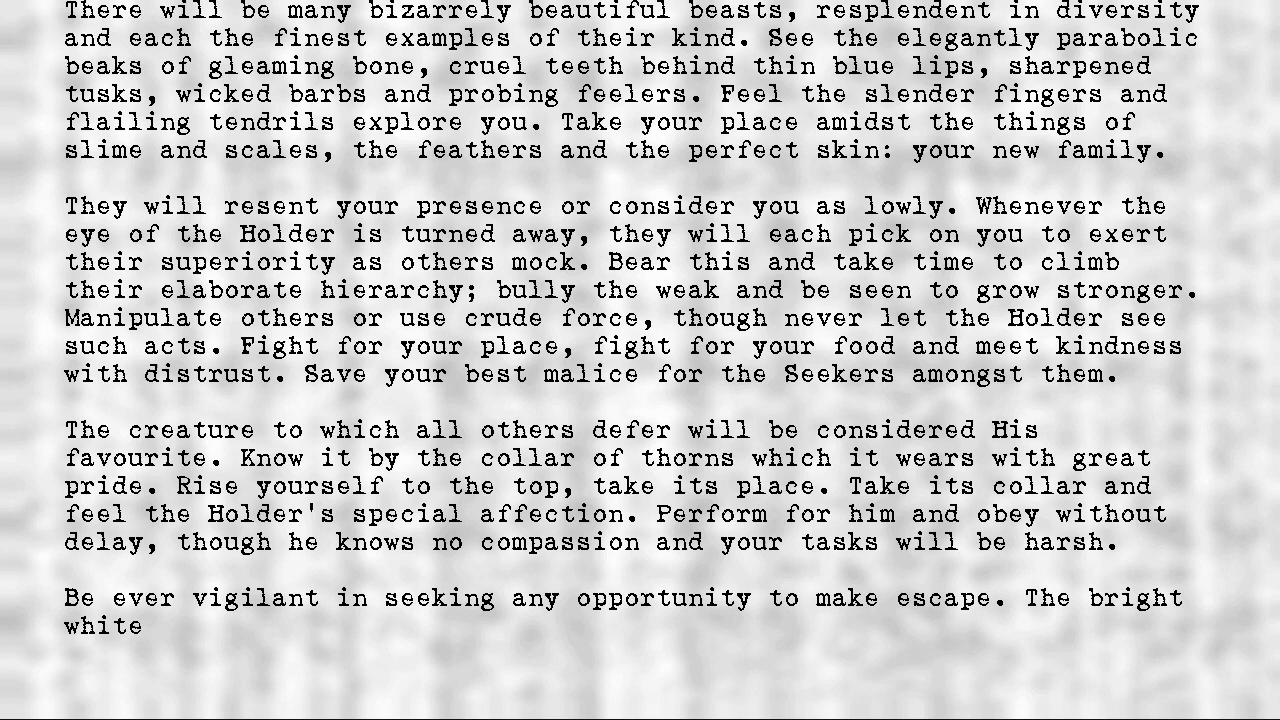 There will be many bizarrely beautiful beasts, resplendent in diversity
and each the finest examples of their kind. See the elegantly parabolic
beaks of gleaming bone, cruel teeth behind thin blue lips, sharpened
tusks, wicked barbs and probing feelers. Feel the slender fingers and
flailing tendrils explore you. Take your place amidst the things of
slime and scales, the feathers and the perfect skin: your new family.

They will resent your presence or consider you as lowly. Whenever the
eye of the Holder is turned away, they will each pick on you to exert
their superiority as others mock. Bear this and take time to climb
their elaborate hierarchy; bully the weak and be seen to grow stronger.
Manipulate others or use crude force, though never let the Holder see
such acts. Fight for your place, fight for your food and meet kindness
with distrust. Save your best malice for the Seekers amongst them.

The creature to which all others defer will be considered His
favourite. Know it by the collar of thorns which it wears with great
pride. Rise yourself to the top, take its place. Take its collar and
feel the Holder's special affection. Perform for him and obey without
delay, though he knows no compassion and your tasks will be harsh.

Be ever vigilant in seeking any opportunity to make escape. The bright
white